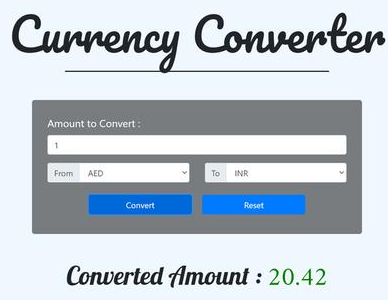 Currency Converter
Amount to Convert :
1
From AED To INR
Convert Reset
Converted Amount : 20.42